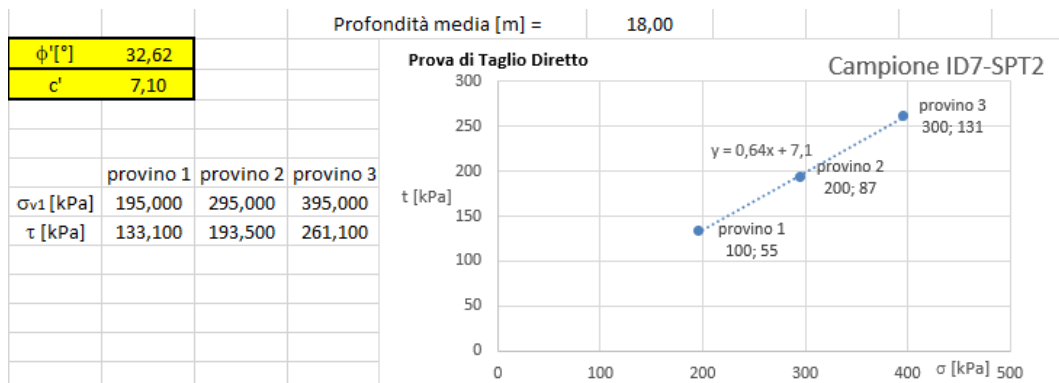 Profondità media [m] = 18,00
ϕ'[°] 32,62
c' 7,10
provino 1 provino 2 provino 3
σv1 [kPa] 195,000 295,000 395,000
τ [kPa] 133,100 193,500 261,100
Prova di Taglio Diretto
Campione ID7-SPT2
300
250
200
150
100
50
0
t [kPa]
y = 0,64x + 7,1
provino 3
300; 131
provino 2
200; 87
provino 1
100; 55
0 100 200 300 400 σ [kPa] 500